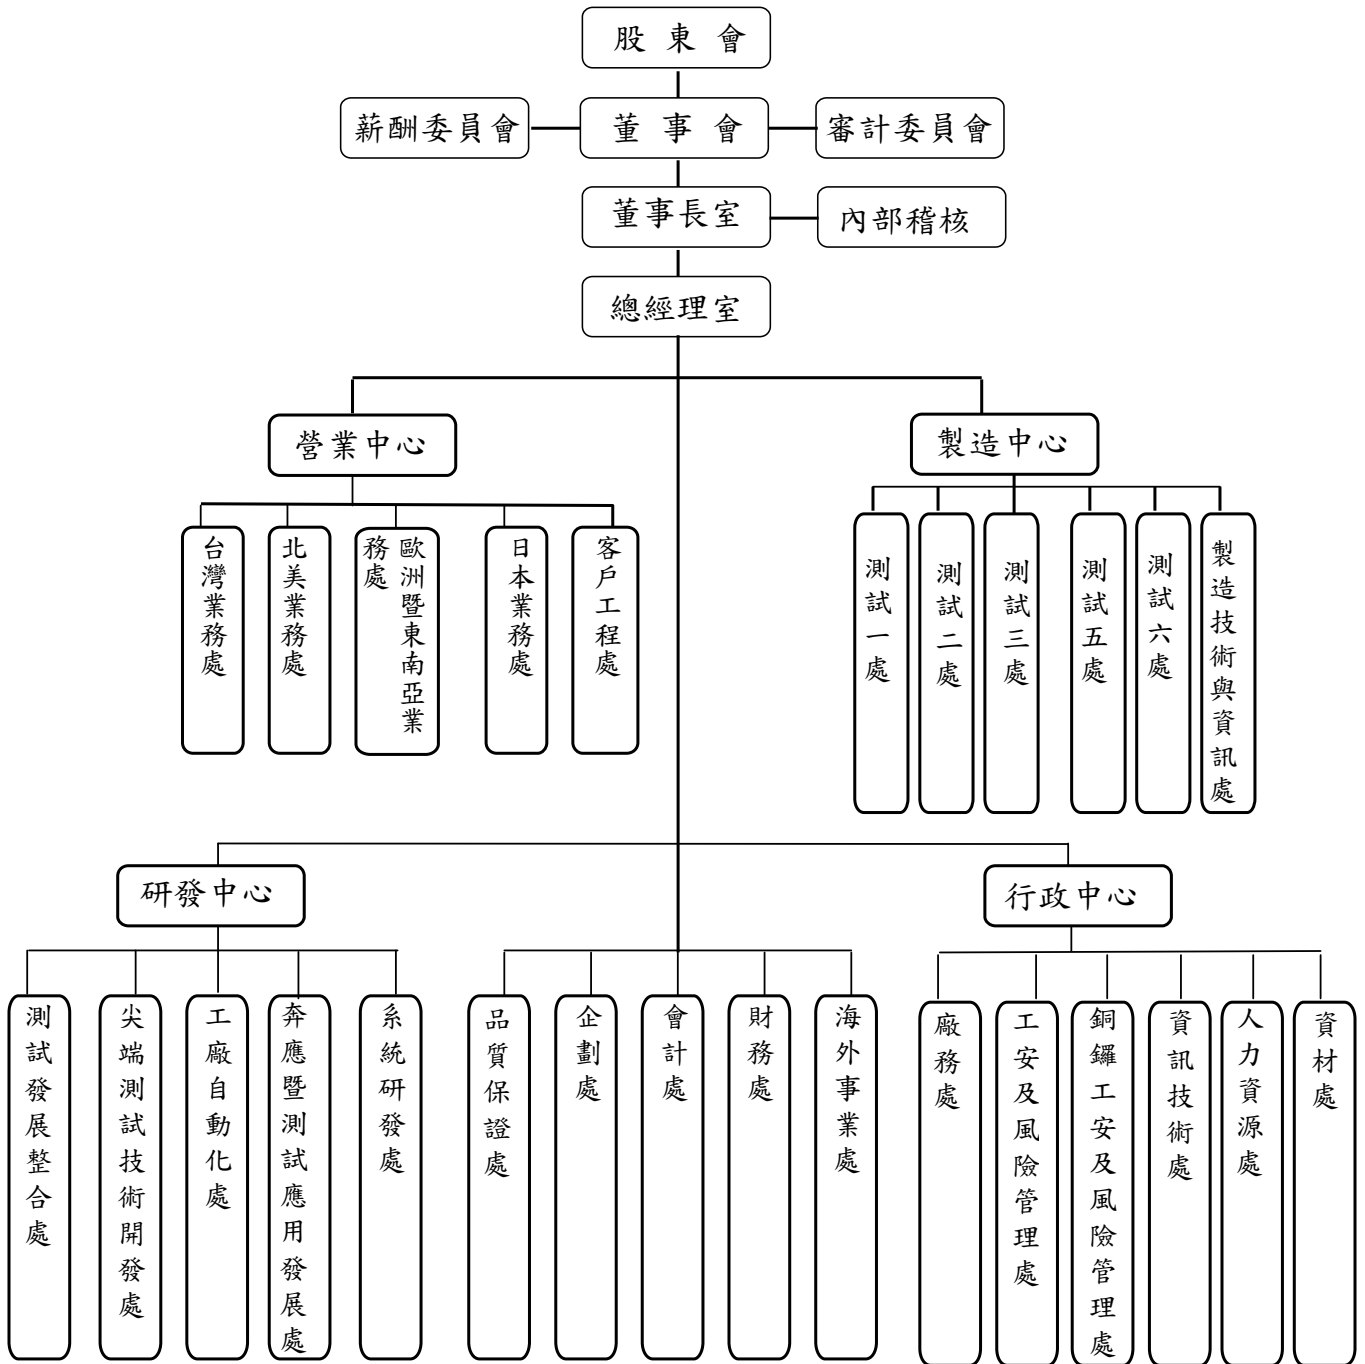 股東會
薪酬委員會
董事會
審計委員會
董事長室
內部稽核
總經理室
營業中心
製造中心
台灣業務處
北美業務處
歐洲暨東南亞業
務處
日本業務處
客戶工程處
測試一處
測試二處
測試三處
測試五處
測試六處
製造技術與資訊處
研發中心
行政中心
測試發展整合處
尖端測試技術開發處
工廠自動化處
奔應暨測試應用發展處
系統研發處
品質保證處
企劃處
會計處
財務處
海外事業處
廠務處
工安及風險管理處
銅鑼工安及風險管理處
資訊技術處
人力資源處
資材處